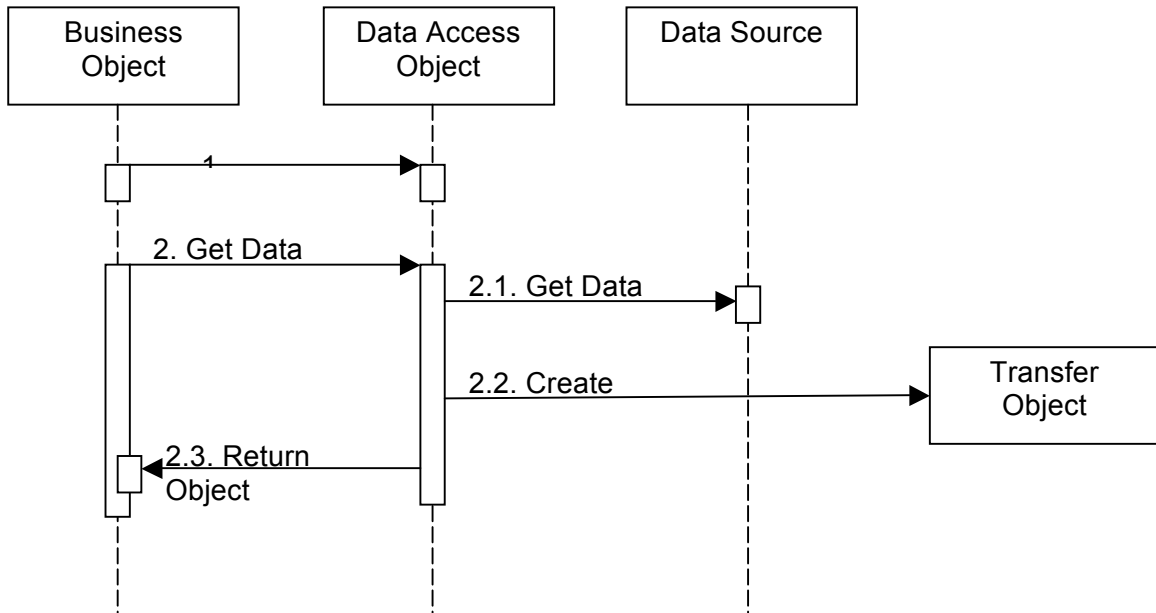 Business
Object
Data Access
Object
Data Source
1
2. Get Data
2.1. Get Data
2.2. Create
Transfer
Object
2.3. Return
Object